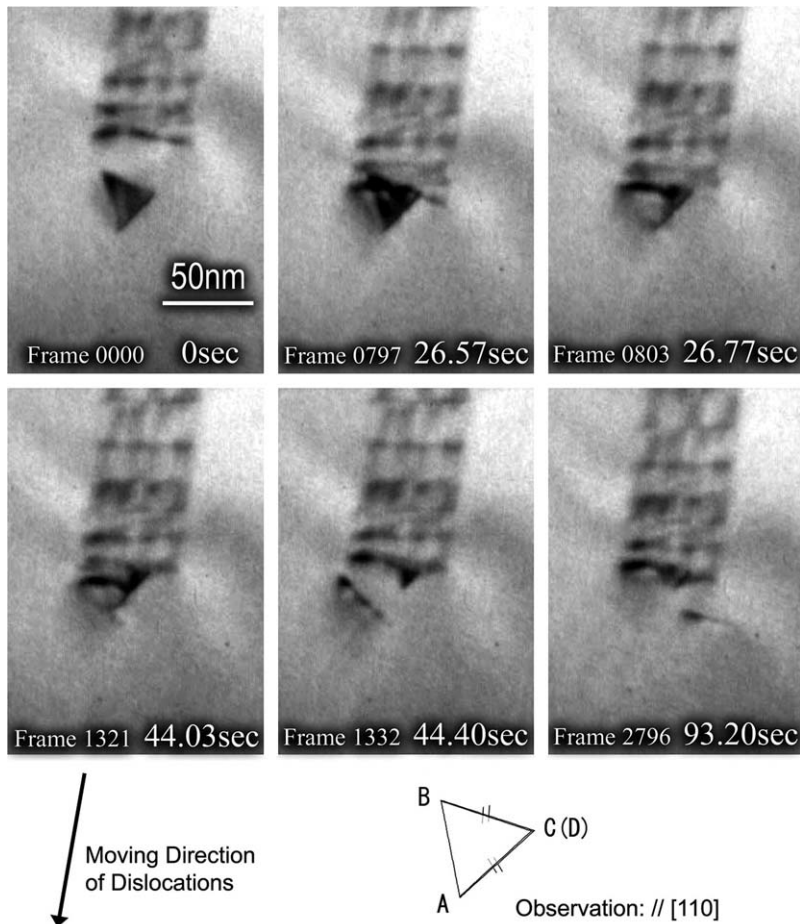 50nm
Frame 0000 0sec
Frame 0797 26.57sec
Frame 0803 26.77sec
Frame 1321 44.03sec
Frame 1332 44.40sec
Frame 2796 93.20sec
Moving Direction
of Dislocations
B
C(D)
A
Observation: // [110]